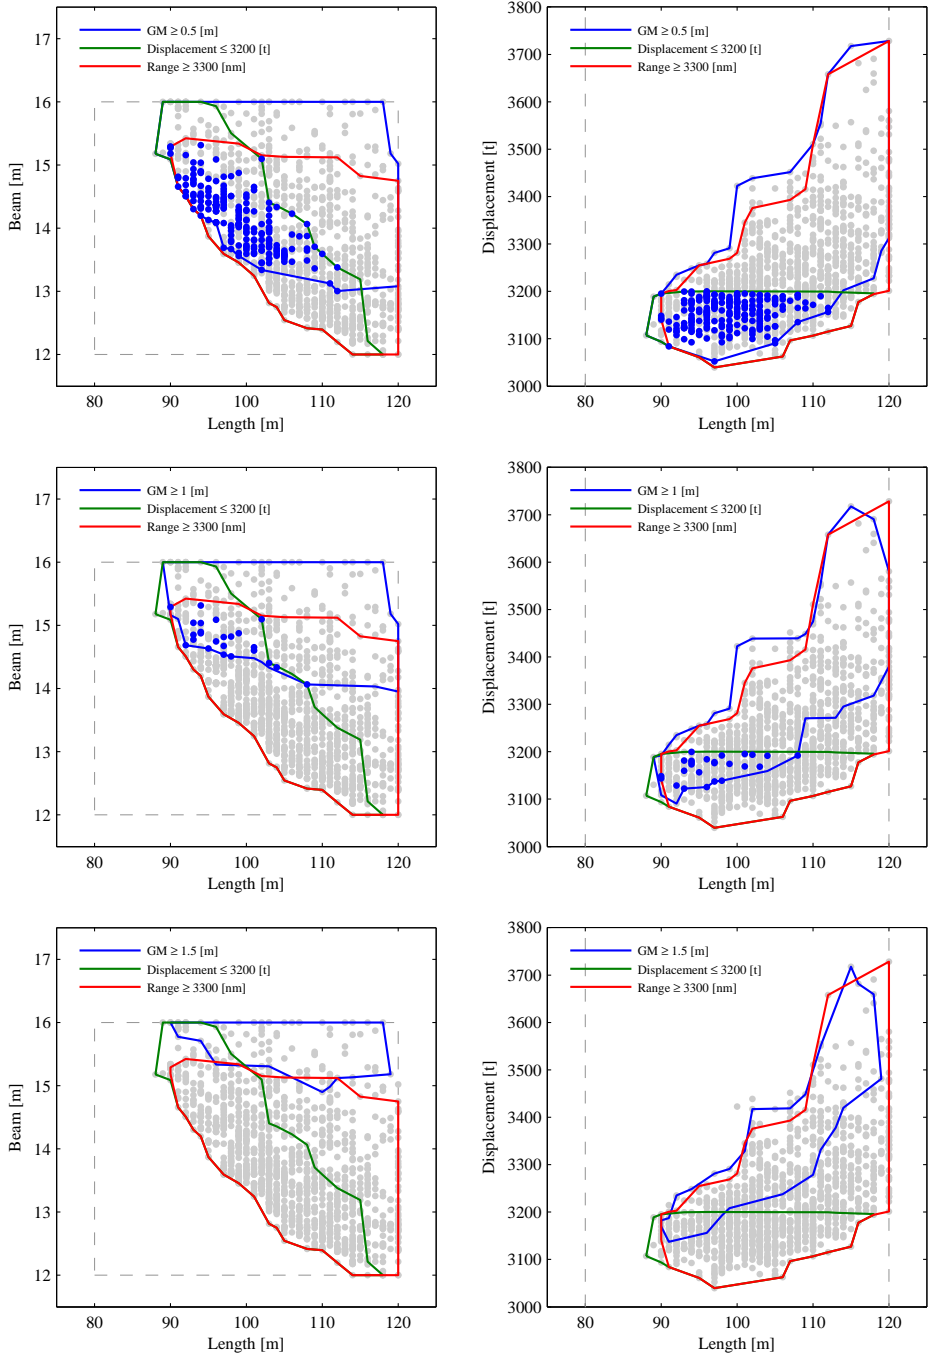 GM ≥ 0.5 [m]
Displacement ≤ 3200 [t]
Range ≥ 3300 [nm]
17
16
15
14
13
12
80 90 100 110 120
Length [m]
Beam [m]
GM ≥ 0.5 [m]
Displacement ≤ 3200 [t]
Range ≥ 3300 [nm]
3800
3700
3600
3500
3400
3300
3200
3100
3000
80 90 100 110 120
Length [m]
Displacement [t]
GM ≥ 1 [m]
Displacement ≤ 3200 [t]
Range ≥ 3300 [nm]
17
16
15
14
13
12
80 90 100 110 120
Length [m]
Beam [m]
GM ≥ 1 [m]
Displacement ≤ 3200 [t]
Range ≥ 3300 [nm]
3800
3700
3600
3500
3400
3300
3200
3100
3000
80 90 100 110 120
Length [m]
Displacement [t]
GM ≥ 1.5 [m]
Displacement ≤ 3200 [t]
Range ≥ 3300 [nm]
17
16
15
14
13
12
80 90 100 110 120
Length [m]
Beam [m]
GM ≥ 1.5 [m]
Displacement ≤ 3200 [t]
Range ≥ 3300 [nm]
3800
3700
3600
3500
3400
3300
3200
3100
3000
80 90 100 110 120
Length [m]
Displacement [t]